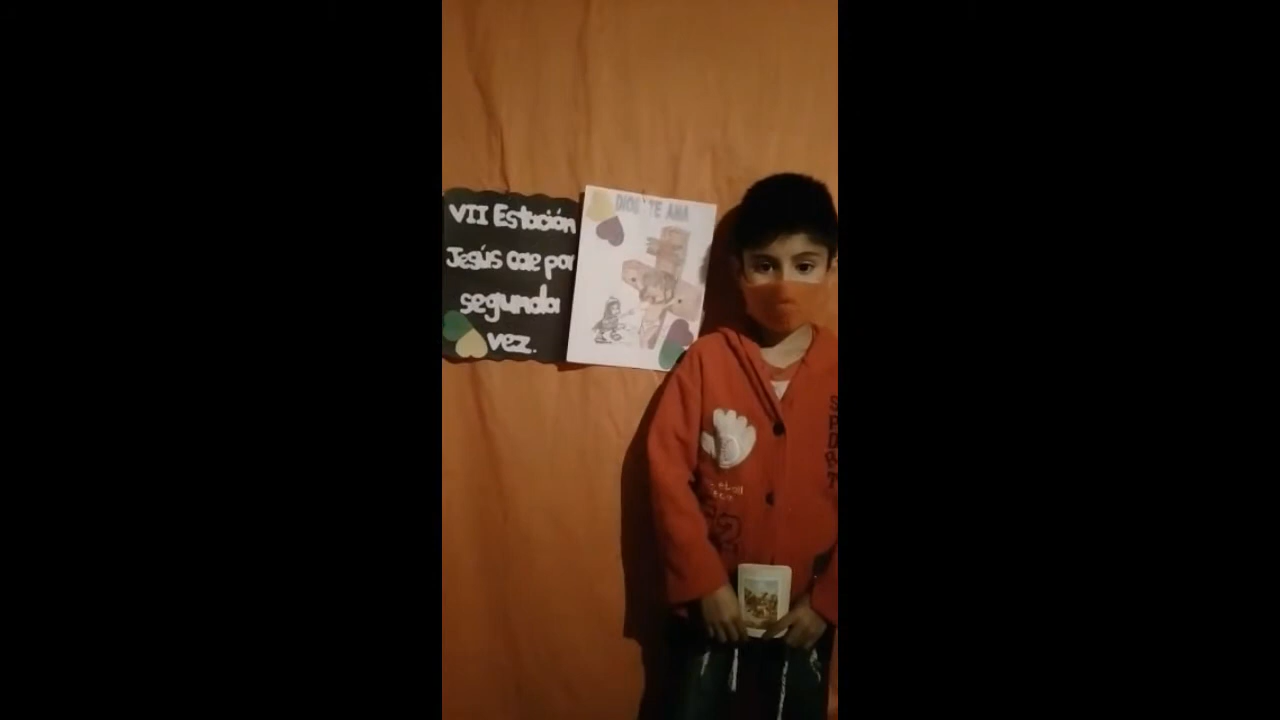 VII Estación
Jesús cae por
segunda
vez.
DIOS TE AMA